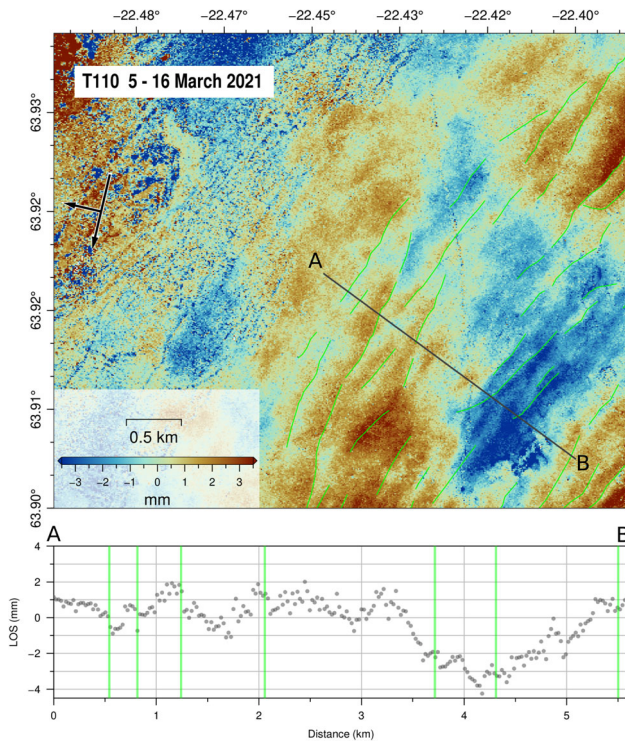 −22.48° −22.47° −22.45° −22.43° −22.42° −22.40°
T110 5 - 16 March 2021
63.93°
63.92°
A
63.92°
63.91°
0.5 km
B
−3 −2 −1 0 1 2 3
mm
63.90°
A B
4
2
0
−2
−4
LOS (mm)
0 1 2 3 4 5
Distance (km)